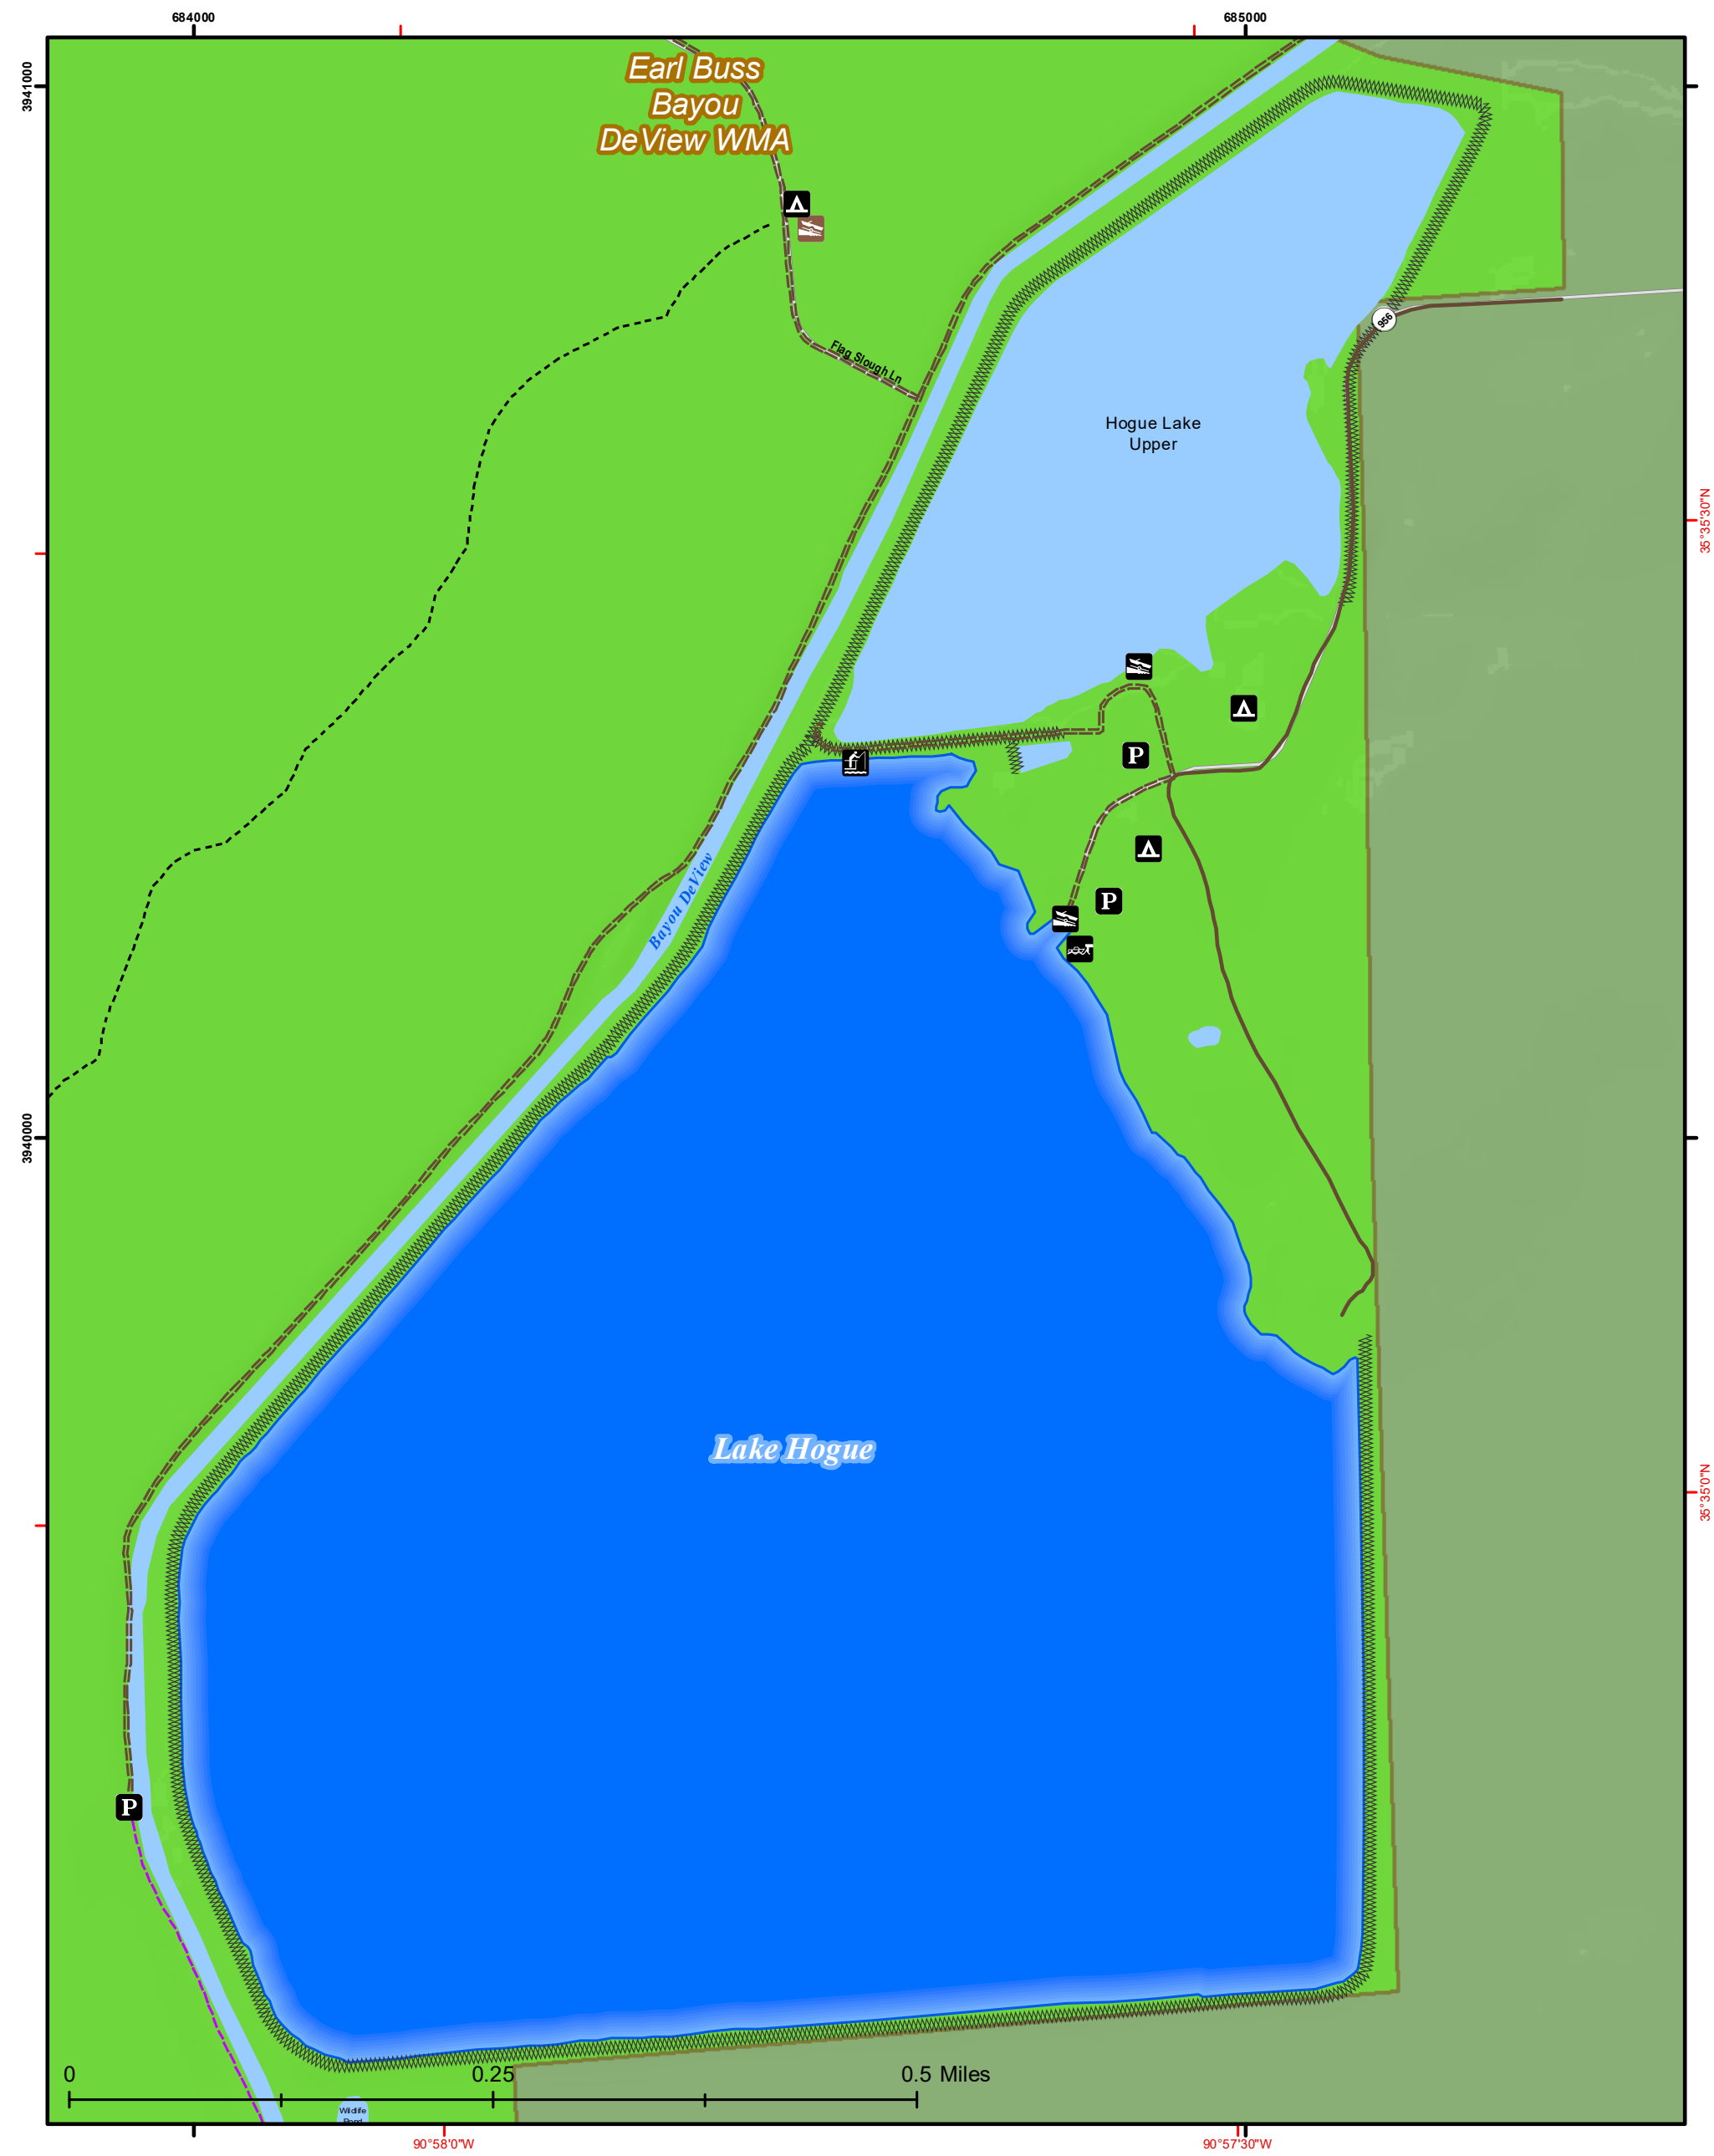 684000
685000
3941000
Earl Buss
Bayou
DeView WMA
956
Flag Slough Ln
Hogue Lake
Upper
35°35'30"N
P
Bayou DeView
P
3940000
Lake Hogue
35°35'0"N
P
0
0.25
0.5 Miles
Wildlife
Pond
90°58'0"W
90°57'30"W